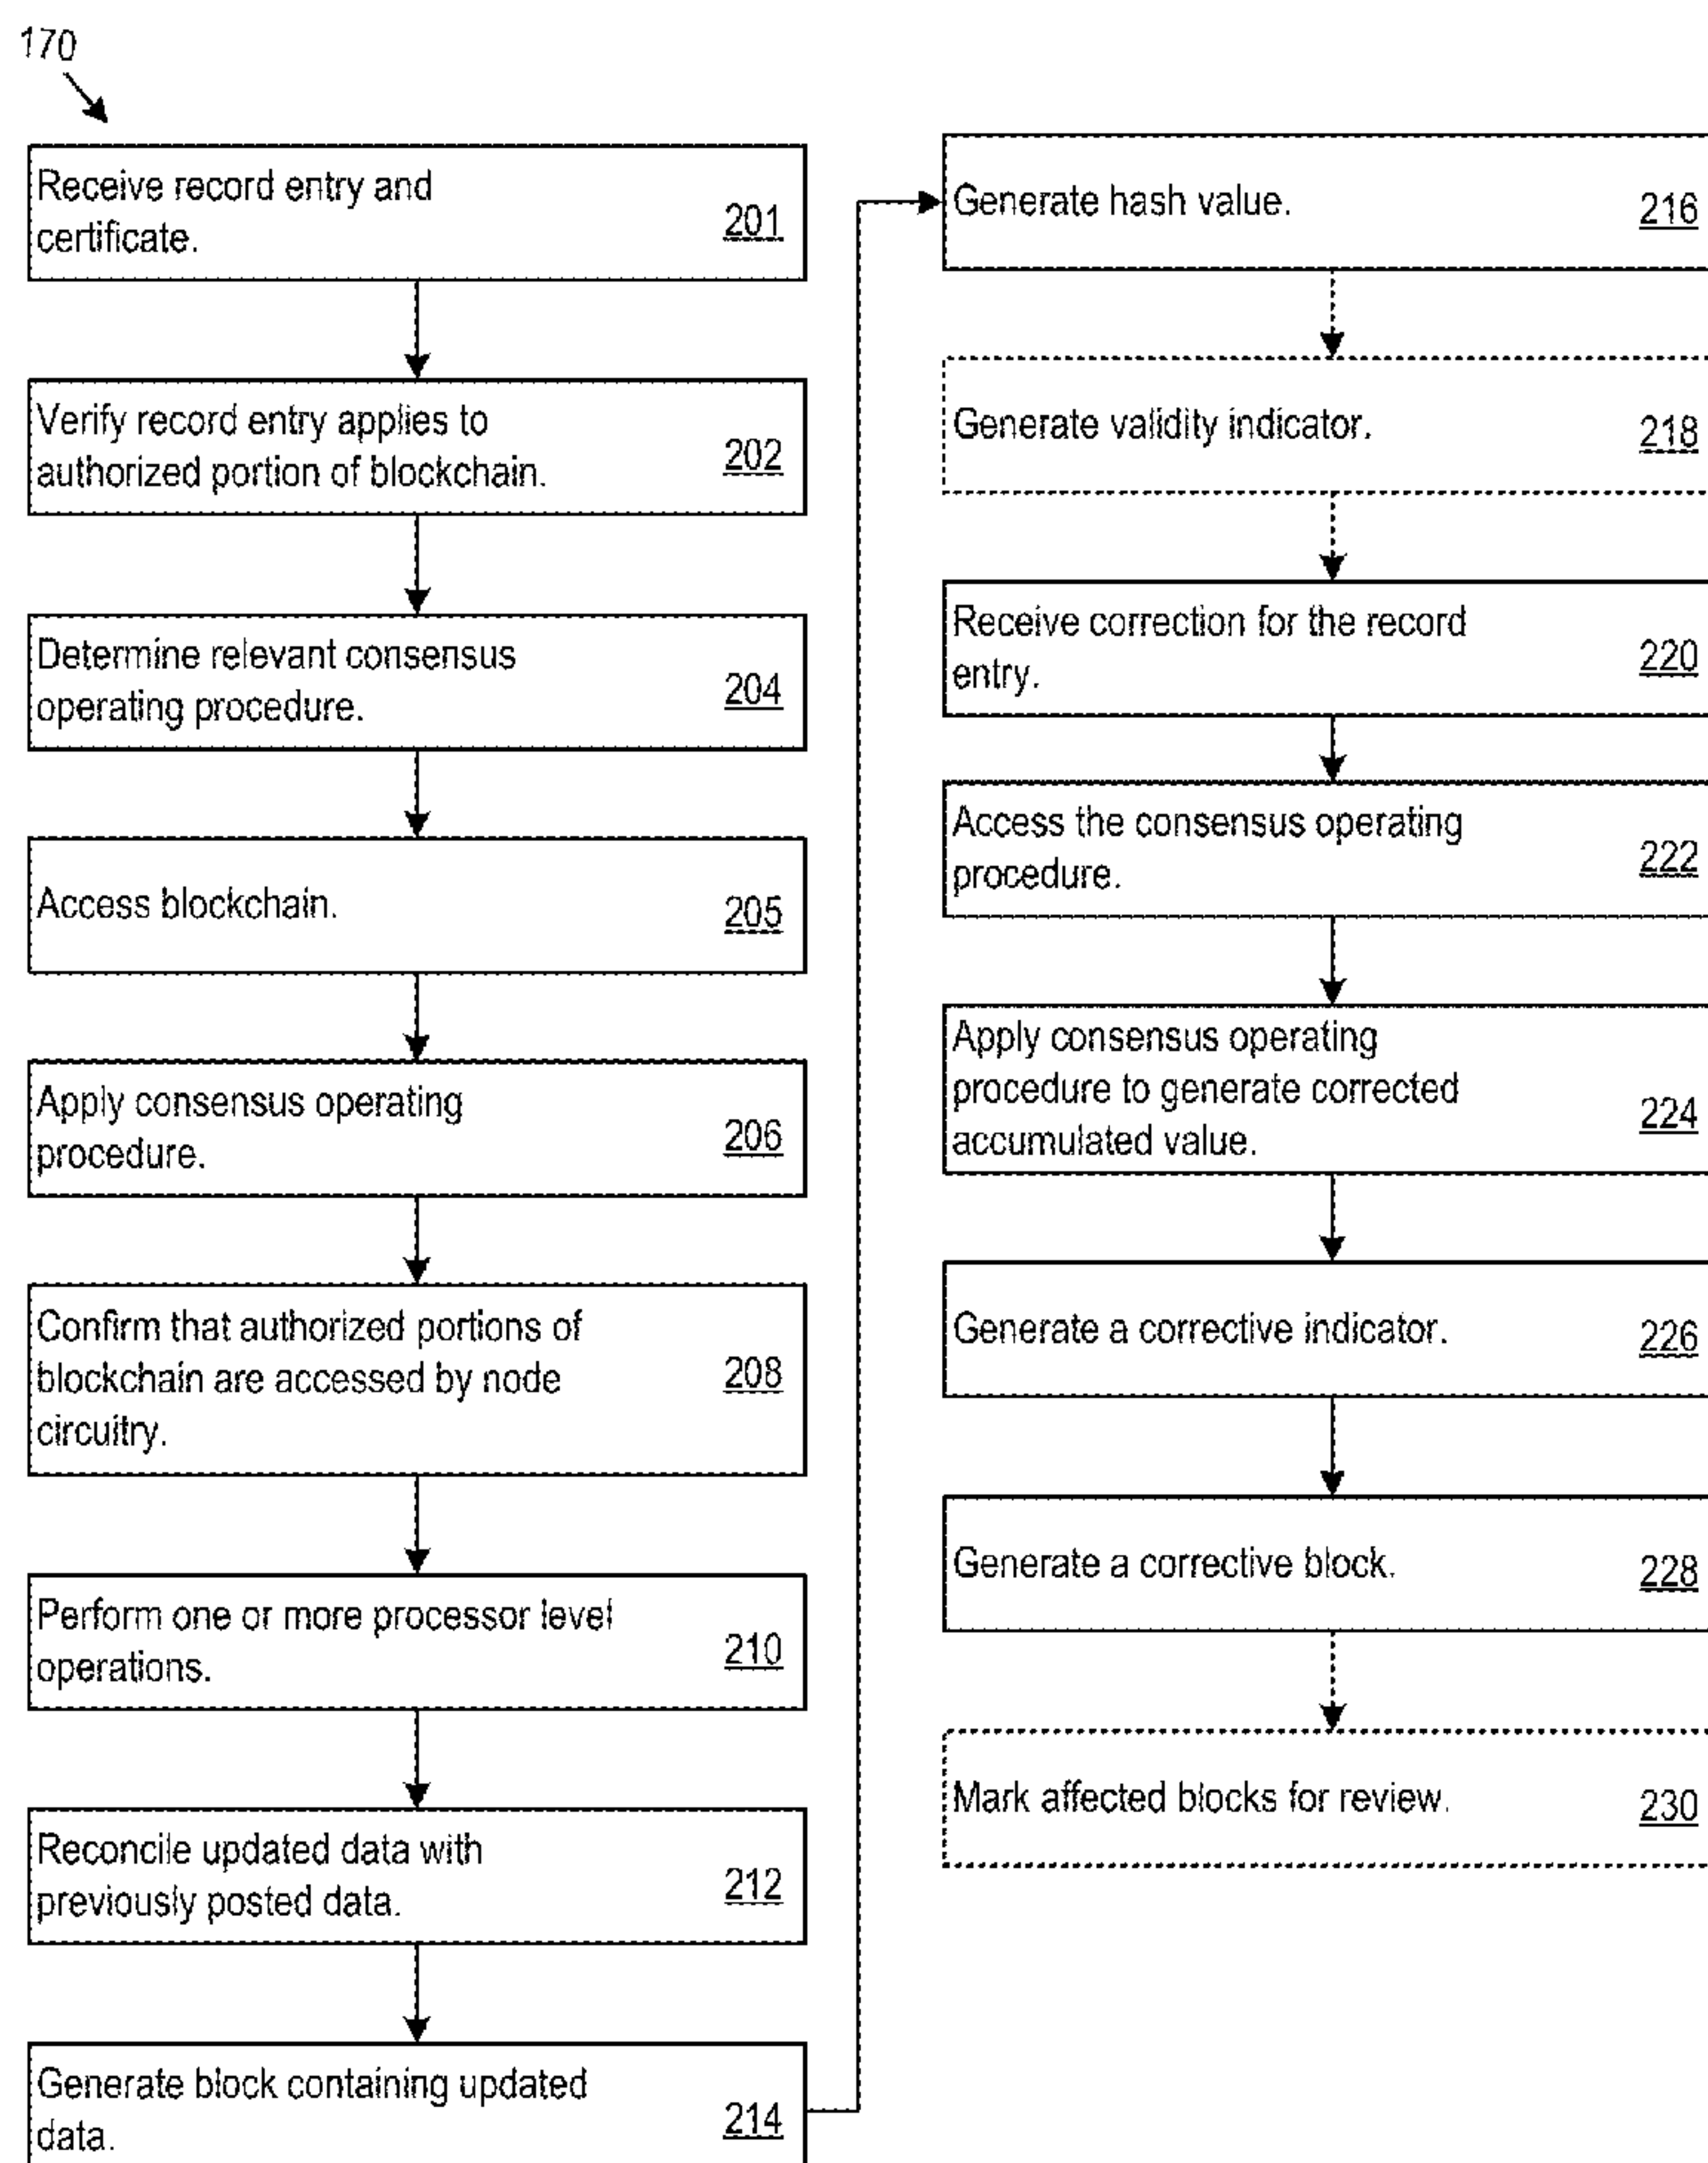 170
Receive record entry and
certificate.
201
Verify record entry applies to
authorized portion of blockchain.
202
Determine relevant consensus
operating procedure.
204
Access blockchain.
205
Apply consensus operating
procedure.
206
Confirm that authorized portions of
blockchain are accessed by node
circuitry.
208
Perform one or more processor level
operations.
210
Reconcile updated data with
previously posted data.
212
Generate block containing updated
data.
214
Generate hash value.
216
Generate validity indicator.
218
Receive correction for the record
entry.
220
Access the consensus operating
procedure.
222
Apply consensus operating
procedure to generate corrected
accumulated value.
224
Generate a corrective indicator.
226
Generate a corrective block.
228
Mark affected blocks for review.
230